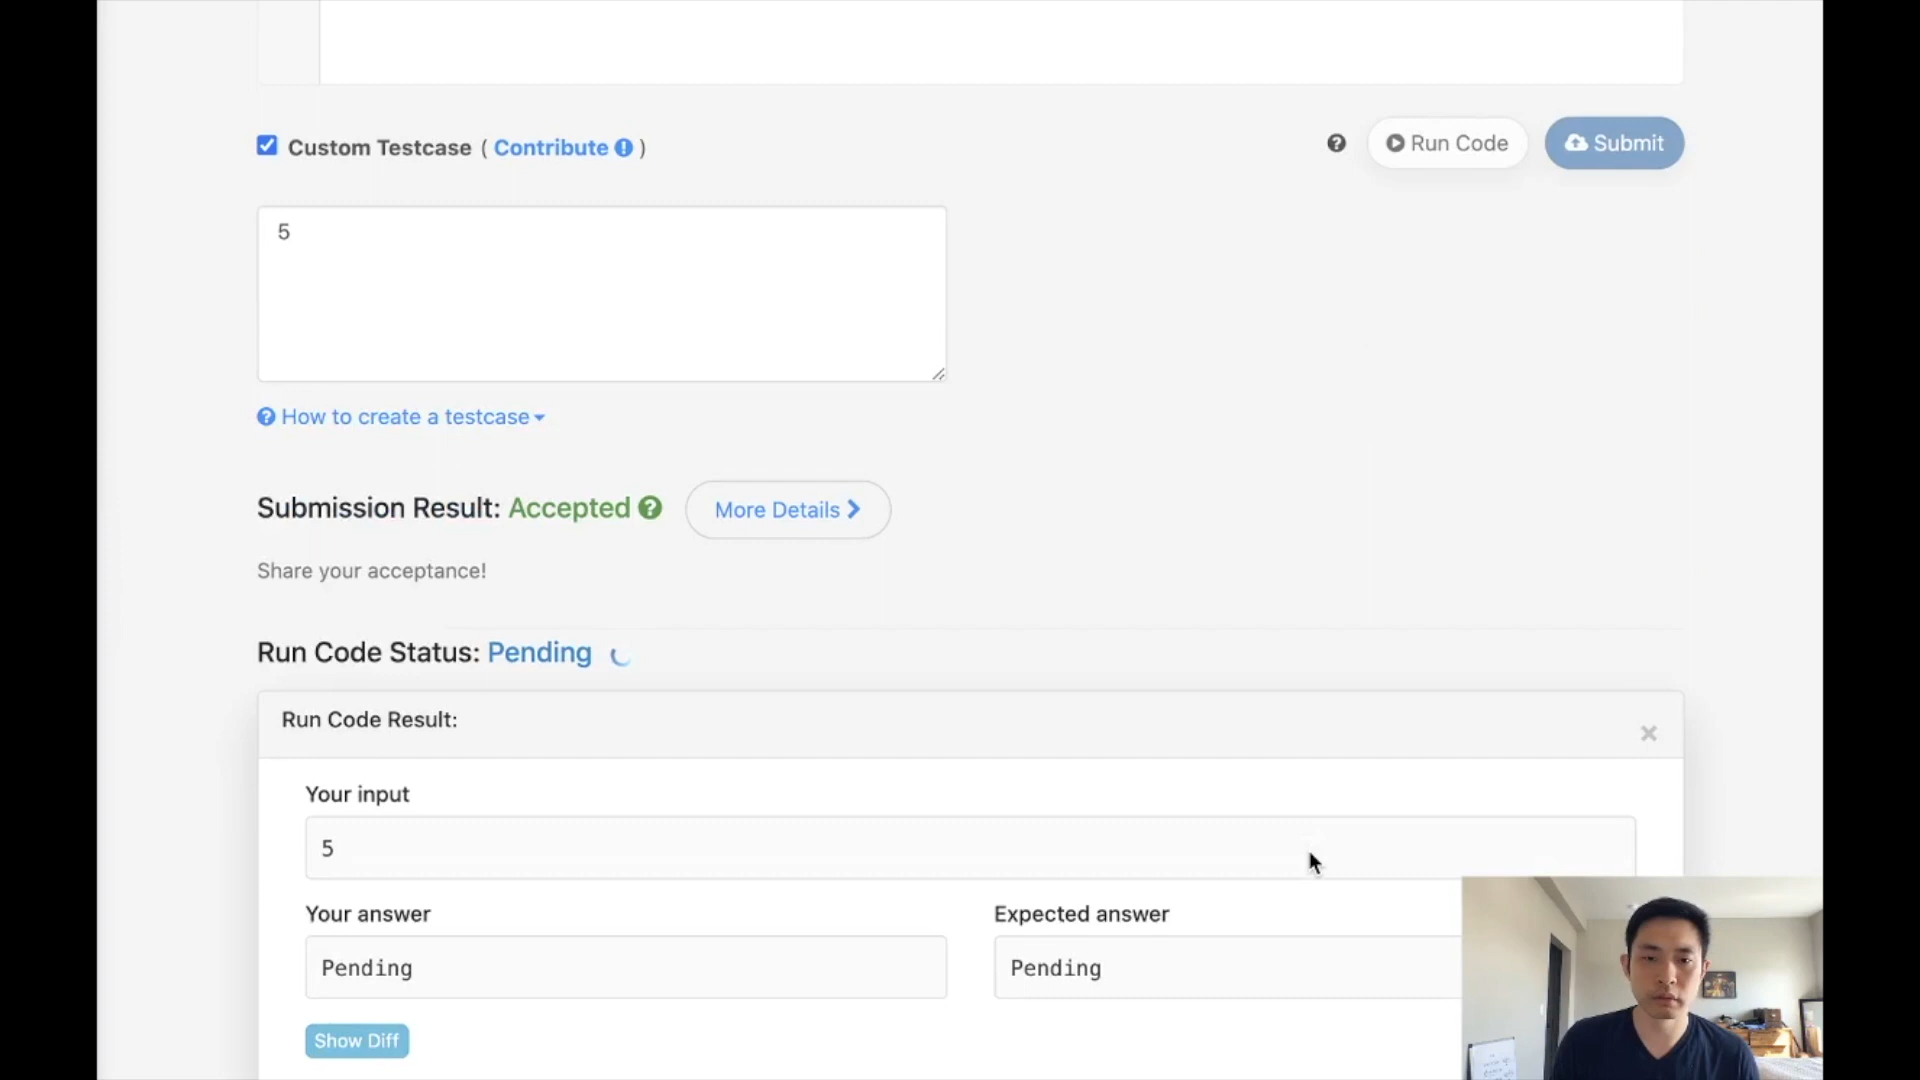 Custom Testcase ( Contribute )
Run Code
Submit
5
How to create a testcase
Submission Result: Accepted
More Details
Share your acceptance!
Run Code Status: Pending
Run Code Result:
Your input
5
Your answer
Expected answer
Pending
Pending
Show Diff